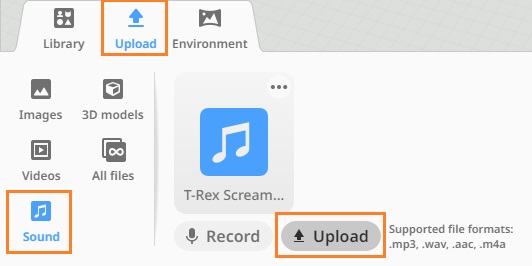 Library
Upload
Environment
Images
3D models
Videos
All files
Sound
T-Rex Scream...
Record
Upload
Supported file formats:
.mp3, .wav, .aac, .m4a